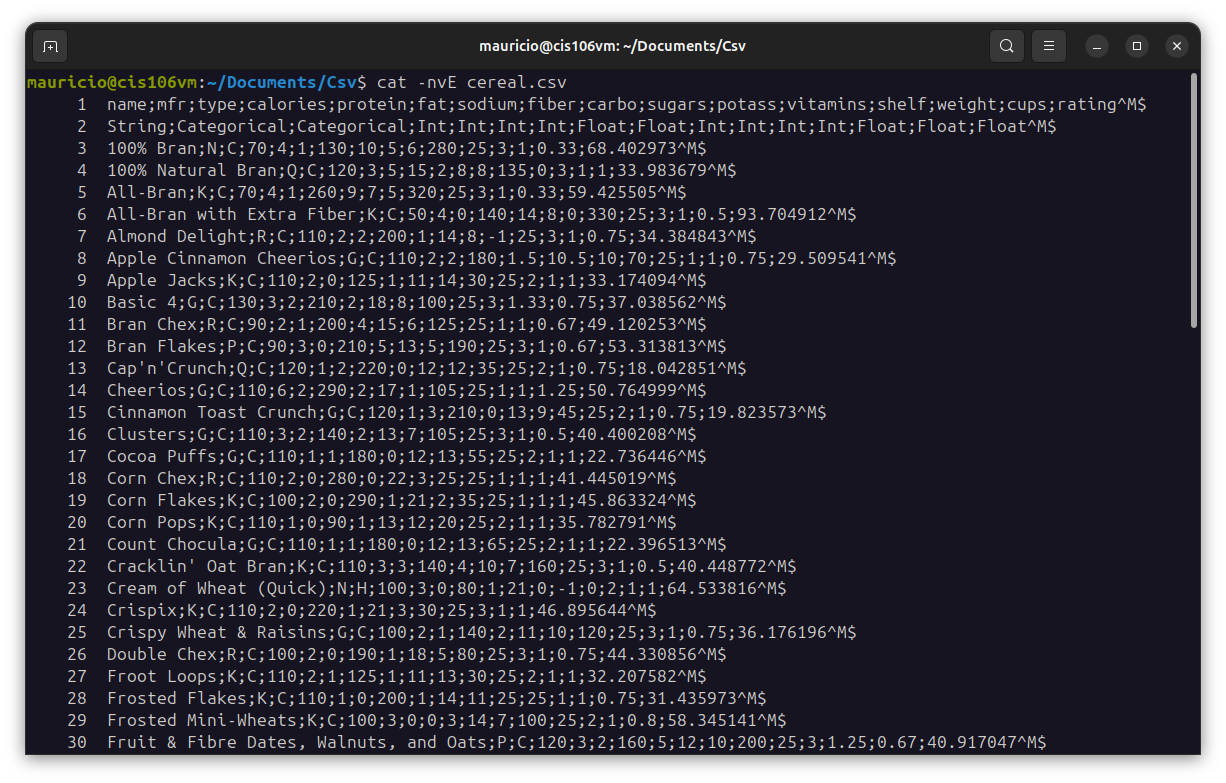 mauricio@cis106vm: ~/Documents/Csv
mauricio@cis106vm:~/Documents/Csv$ cat -nvE cereal.csv
1 name;mfr;type;calories;protein;fat;sodium;fiber;carbo;sugars;potass;vitamins;shelf;weight;cups;rating^M$
2 String;Categorical;Categorical;Int;Int;Int;Int;Float;Float;Int;Int;Int;Int;Float;Float;Float^M$
3 100% Bran;N;C;70;4;1;130;10;5;6;280;25;3;1;0.33;68.402973^M$
4 100% Natural Bran;Q;C;120;3;5;15;2;8;8;135;0;3;1;1;33.983679^M$
5 All-Bran;K;C;70;4;1;260;9;7;5;320;25;3;1;0.33;59.425505^M$
6 All-Bran with Extra Fiber;K;C;50;4;0;140;14;8;0;330;25;3;1;0.5;93.704912^M$
7 Almond Delight;R;C;110;2;2;200;1;14;8;-1;25;3;1;0.75;34.384843^M$
8 Apple Cinnamon Cheerios;G;C;110;2;2;180;1.5;10.5;10;70;25;1;1;0.75;29.509541^M$
9 Apple Jacks;K;C;110;2;0;125;1;11;14;30;25;2;1;1;33.174094^M$
10 Basic 4;G;C;130;3;2;210;2;18;8;100;25;3;1.33;0.75;37.038562^M$
11 Bran Chex;R;C;90;2;1;200;4;15;6;125;25;1;1;0.67;49.120253^M$
12 Bran Flakes;P;C;90;3;0;210;5;13;5;190;25;3;1;0.67;53.313813^M$
13 Cap'n'Crunch;Q;C;120;1;2;220;0;12;12;35;25;2;1;0.75;18.042851^M$
14 Cheerios;G;C;110;6;2;290;2;17;1;105;25;1;1;1.25;50.764999^M$
15 Cinnamon Toast Crunch;G;C;120;1;3;210;0;13;9;45;25;2;1;0.75;19.823573^M$
16 Clusters;G;C;110;3;2;140;2;13;7;105;25;3;1;0.5;40.400208^M$
17 Cocoa Puffs;G;C;110;1;1;180;0;12;13;55;25;2;1;1;22.736446^M$
18 Corn Chex;R;C;110;2;0;280;0;22;3;25;25;1;1;1;41.445019^M$
19 Corn Flakes;K;C;100;2;0;290;1;21;2;35;25;1;1;1;45.863324^M$
20 Corn Pops;K;C;110;1;0;90;1;13;12;20;25;2;1;1;35.782791^M$
21 Count Chocula;G;C;110;1;1;180;0;12;13;65;25;2;1;1;22.396513^M$
22 Cracklin' Oat Bran;K;C;110;3;3;140;4;10;7;160;25;3;1;0.5;40.448772^M$
23 Cream of Wheat (Quick);N;H;100;3;0;80;1;21;0;-1;0;2;1;1;64.533816^M$
24 Crispix;K;C;110;2;0;220;1;21;3;30;25;3;1;1;46.895644^M$
25 Crispy Wheat & Raisins;G;C;100;2;1;140;2;11;10;120;25;3;1;0.75;36.176196^M$
26 Double Chex;R;C;100;2;0;190;1;18;5;80;25;3;1;0.75;44.330856^M$
27 Froot Loops;K;C;110;2;1;125;1;11;13;30;25;2;1;1;32.207582^M$
28 Frosted Flakes;K;C;110;1;0;200;1;14;11;25;25;1;1;0.75;31.435973^M$
29 Frosted Mini-Wheats;K;C;100;3;0;0;3;14;7;100;25;2;1;0.8;58.345141^M$
30 Fruit & Fibre Dates, Walnuts, and Oats;P;C;120;3;2;160;5;12;10;200;25;3;1.25;0.67;40.917047^M$